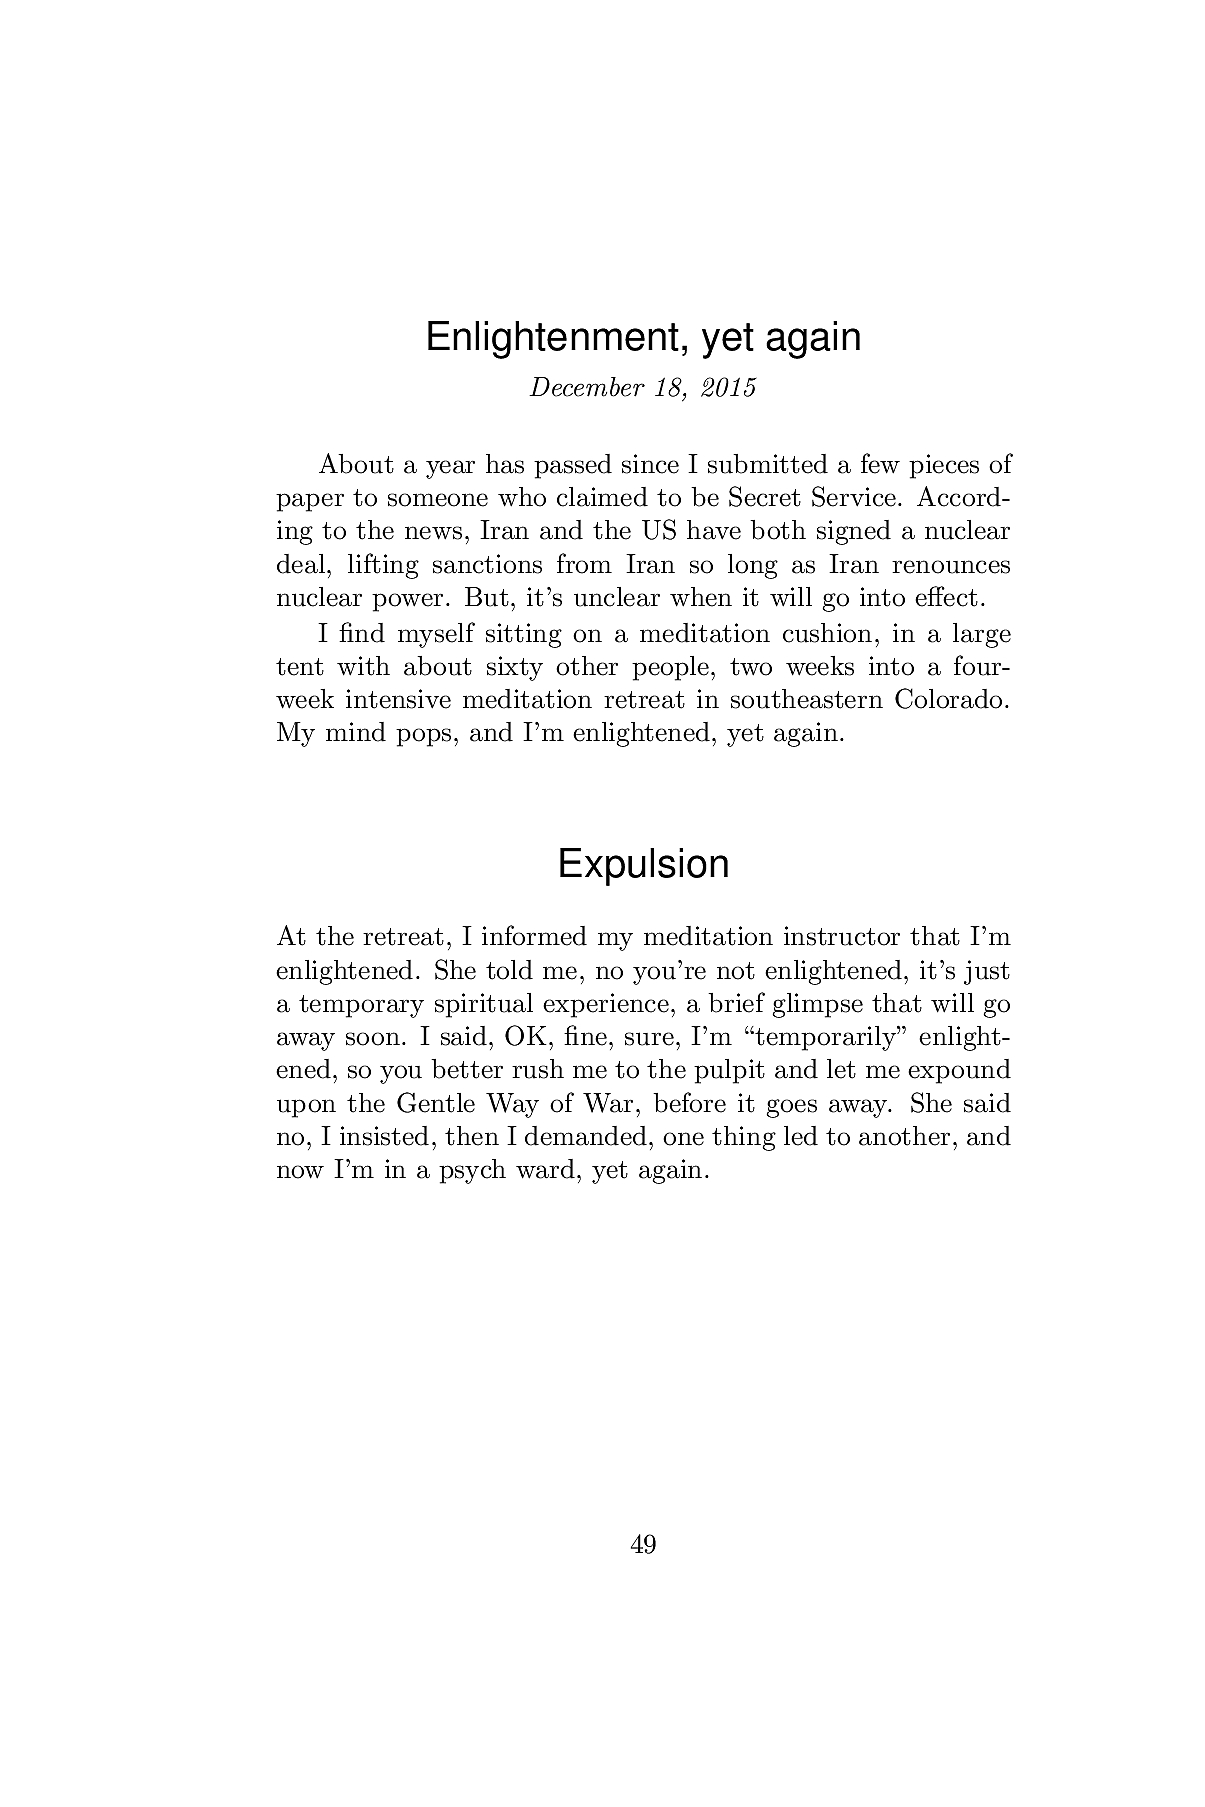 Enlightenment, yet again
December 18, 2015
About a year has passed since I submitted a few pieces of
paper to someone who claimed to be Secret Service. Accord-
ing to the news, Iran and the US have both signed a nuclear
deal, lifting sanctions from Iran so long as Iran renounces
nuclear power. But, it’s unclear when it will go into effect.
I find myself sitting on a meditation cushion, in a large
tent with about sixty other people, two weeks into a four-
week intensive meditation retreat in southeastern Colorado.
My mind pops, and I’m enlightened, yet again.
Expulsion
At the retreat, I informed my meditation instructor that I’m
enlightened. She told me, no you’re not enlightened, it’s just
a temporary spiritual experience, a brief glimpse that will go
away soon. I said, OK, fine, sure, I’m “temporarily” enlight-
ened, so you better rush me to the pulpit and let me expound
upon the Gentle Way of War, before it goes away. She said
no, I insisted, then I demanded, one thing led to another, and
now I’m in a psych ward, yet again.
49